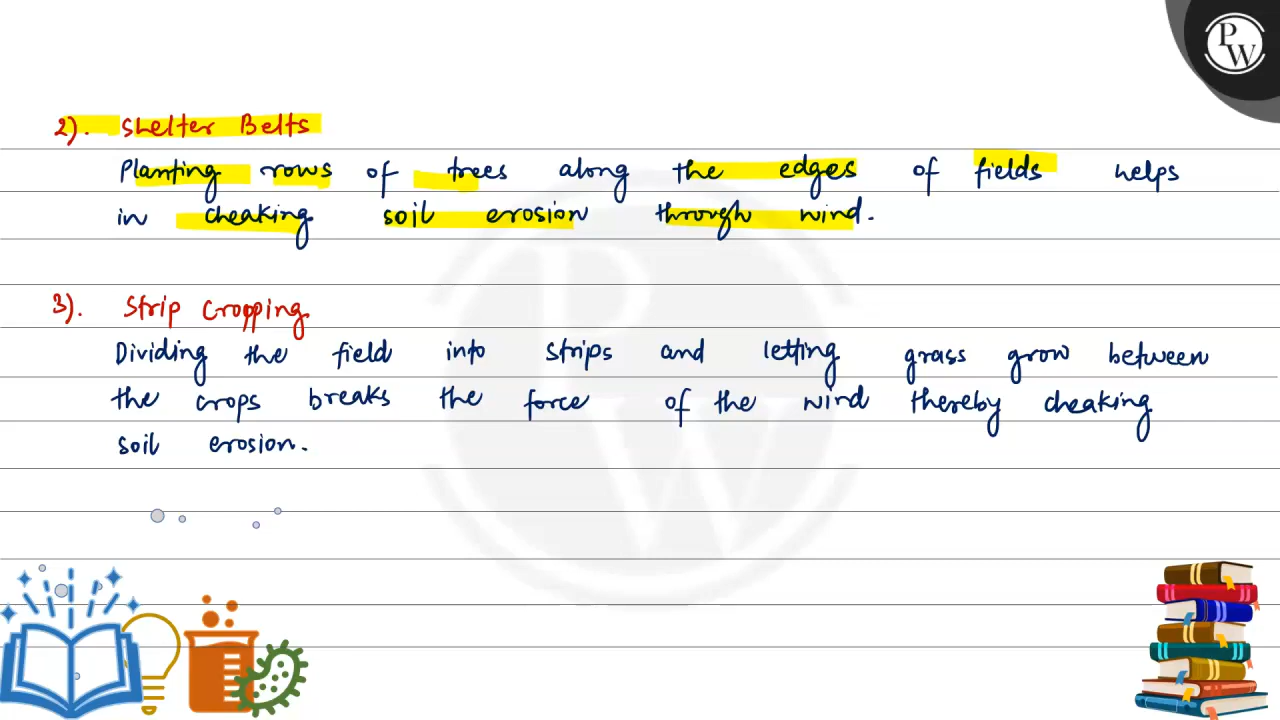 PW
2). Shelter Belts
Planting rows of trees along the edges of fields helps
in cheaking soil erosion through wind.
3). Strip Cropping
Dividing the field into strips and letting grass grow between
the crops breaks the force of the wind thereby cheaking
soil erosion.
PW